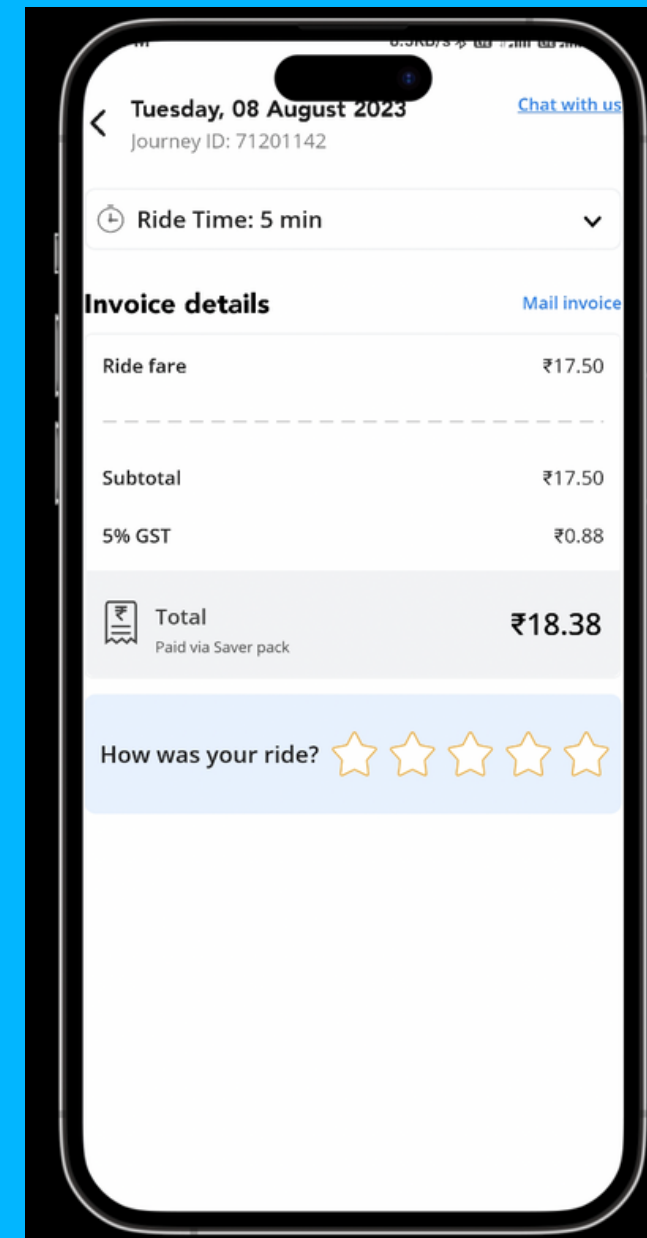 Tuesday, 08 August 2023
Chat with us
Journey ID: 71201142
Ride Time: 5 min
Invoice details
Mail invoice
Ride fare ₹17.50
Subtotal ₹17.50
5% GST ₹0.88
Total ₹18.38
Paid via Saver pack
How was your ride?